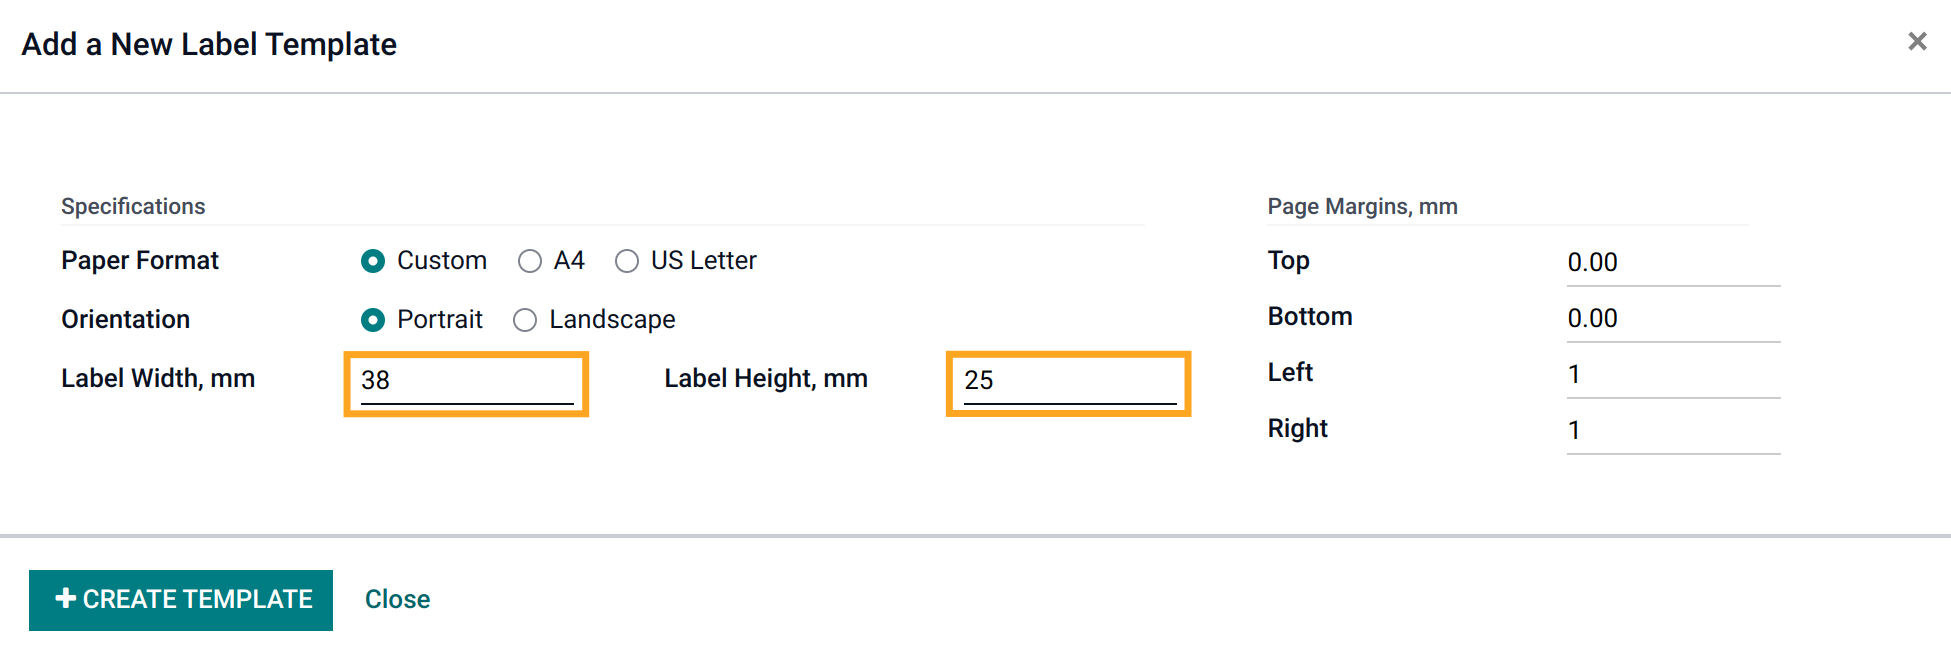 Add a New Label Template ×
Specifications
Paper Format Custom A4 US Letter
Orientation Portrait Landscape
Label Width, mm 38 Label Height, mm 25
Page Margins, mm
Top 0.00
Bottom 0.00
Left 1
Right 1
+ CREATE TEMPLATE Close